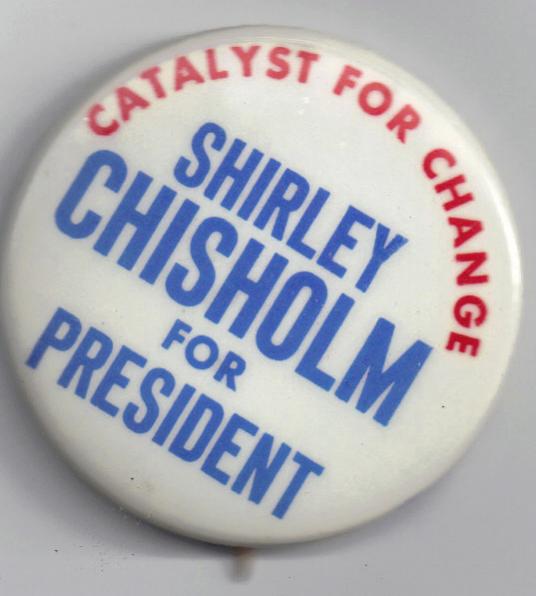 CATALYST FOR CHANGE
SHIRLEY
CHISHOLM
FOR
PRESIDENT